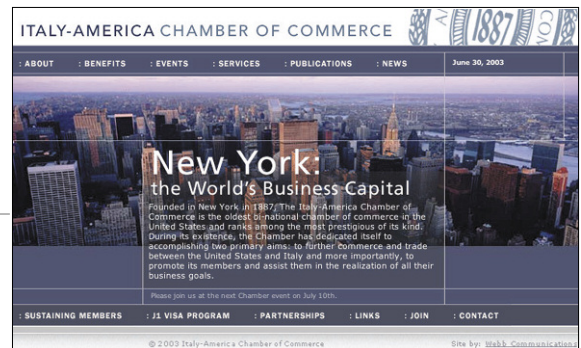 ITALY-AMERICA CHAMBER OF COMMERCE
1887
: ABOUT : BENEFITS : EVENTS : SERVICES : PUBLICATIONS : NEWS June 30, 2003
New York:
the World's Business Capital
Founded in New York in 1887, The Italy-America Chamber of
Commerce is the oldest bi-national chamber of commerce in the
United States and ranks among the most prestigious of its kind.
During its existence, the Chamber has dedicated itself to
accomplishing two primary aims: to further commerce and trade
between the United States and Italy and more importantly, to
promote its members and assist them in the realization of all their
business goals.
Please join us at the next Chamber event on July 10th.
: SUSTAINING MEMBERS : J1 VISA PROGRAM : PARTNERSHIPS : LINKS : JOIN : CONTACT
© 2003 Italy-America Chamber of Commerce Site by: Webb Communications